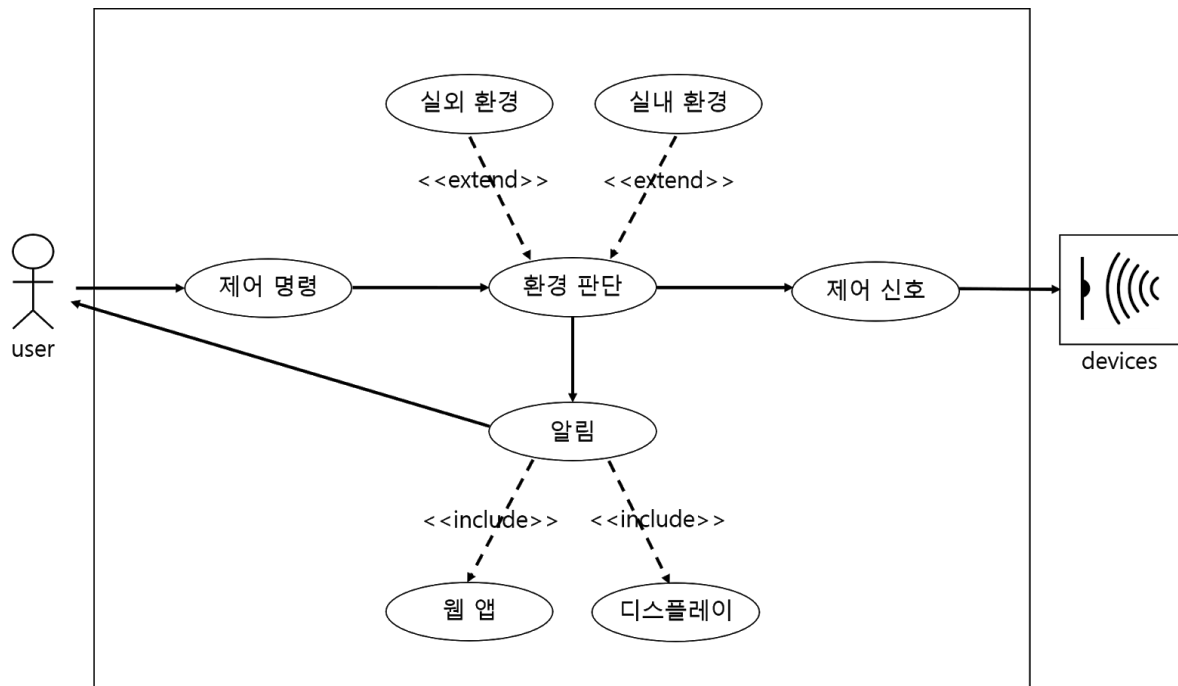 실외 환경
실내 환경
<<extend>>
<<extend>>
제어 명령
환경 판단
제어 신호
user
devices
알림
<<include>>
<<include>>
웹 앱
디스플레이